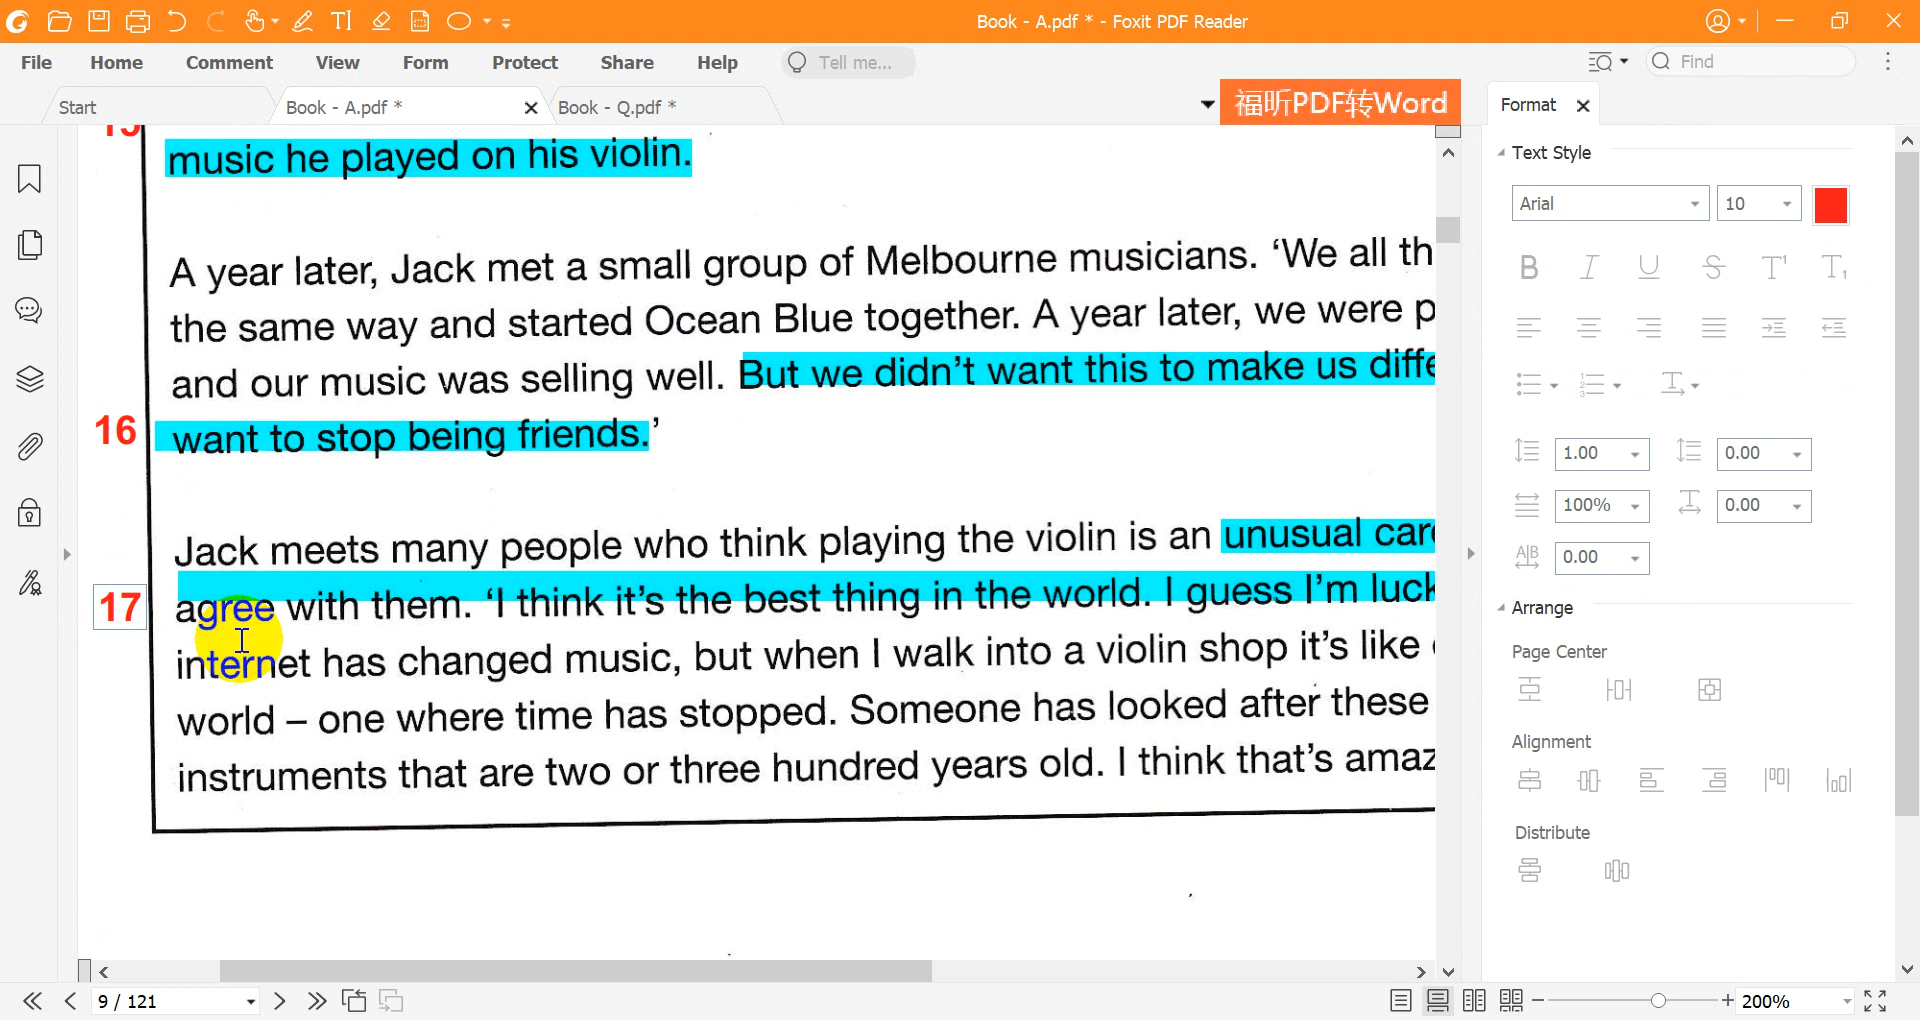 Book - A.pdf * - Foxit PDF Reader
File Home Comment View Form Protect Share Help Tell me... Find
Start Book - A.pdf * Book - Q.pdf * 福昕PDF转Word Format
music he played on his violin.
A year later, Jack met a small group of Melbourne musicians. ‘We all th
the same way and started Ocean Blue together. A year later, we were p
and our music was selling well. But we didn’t want this to make us diffe
16 want to stop being friends.’
Jack meets many people who think playing the violin is an unusual car
17 agree with them. ‘I think it’s the best thing in the world. I guess I’m luck
internet has changed music, but when I walk into a violin shop it’s like
world – one where time has stopped. Someone has looked after these
instruments that are two or three hundred years old. I think that’s amaz
Text Style
Arial 10
1.00 0.00
100% 0.00
0.00
Arrange
Page Center
Alignment
Distribute
9 / 121 200%